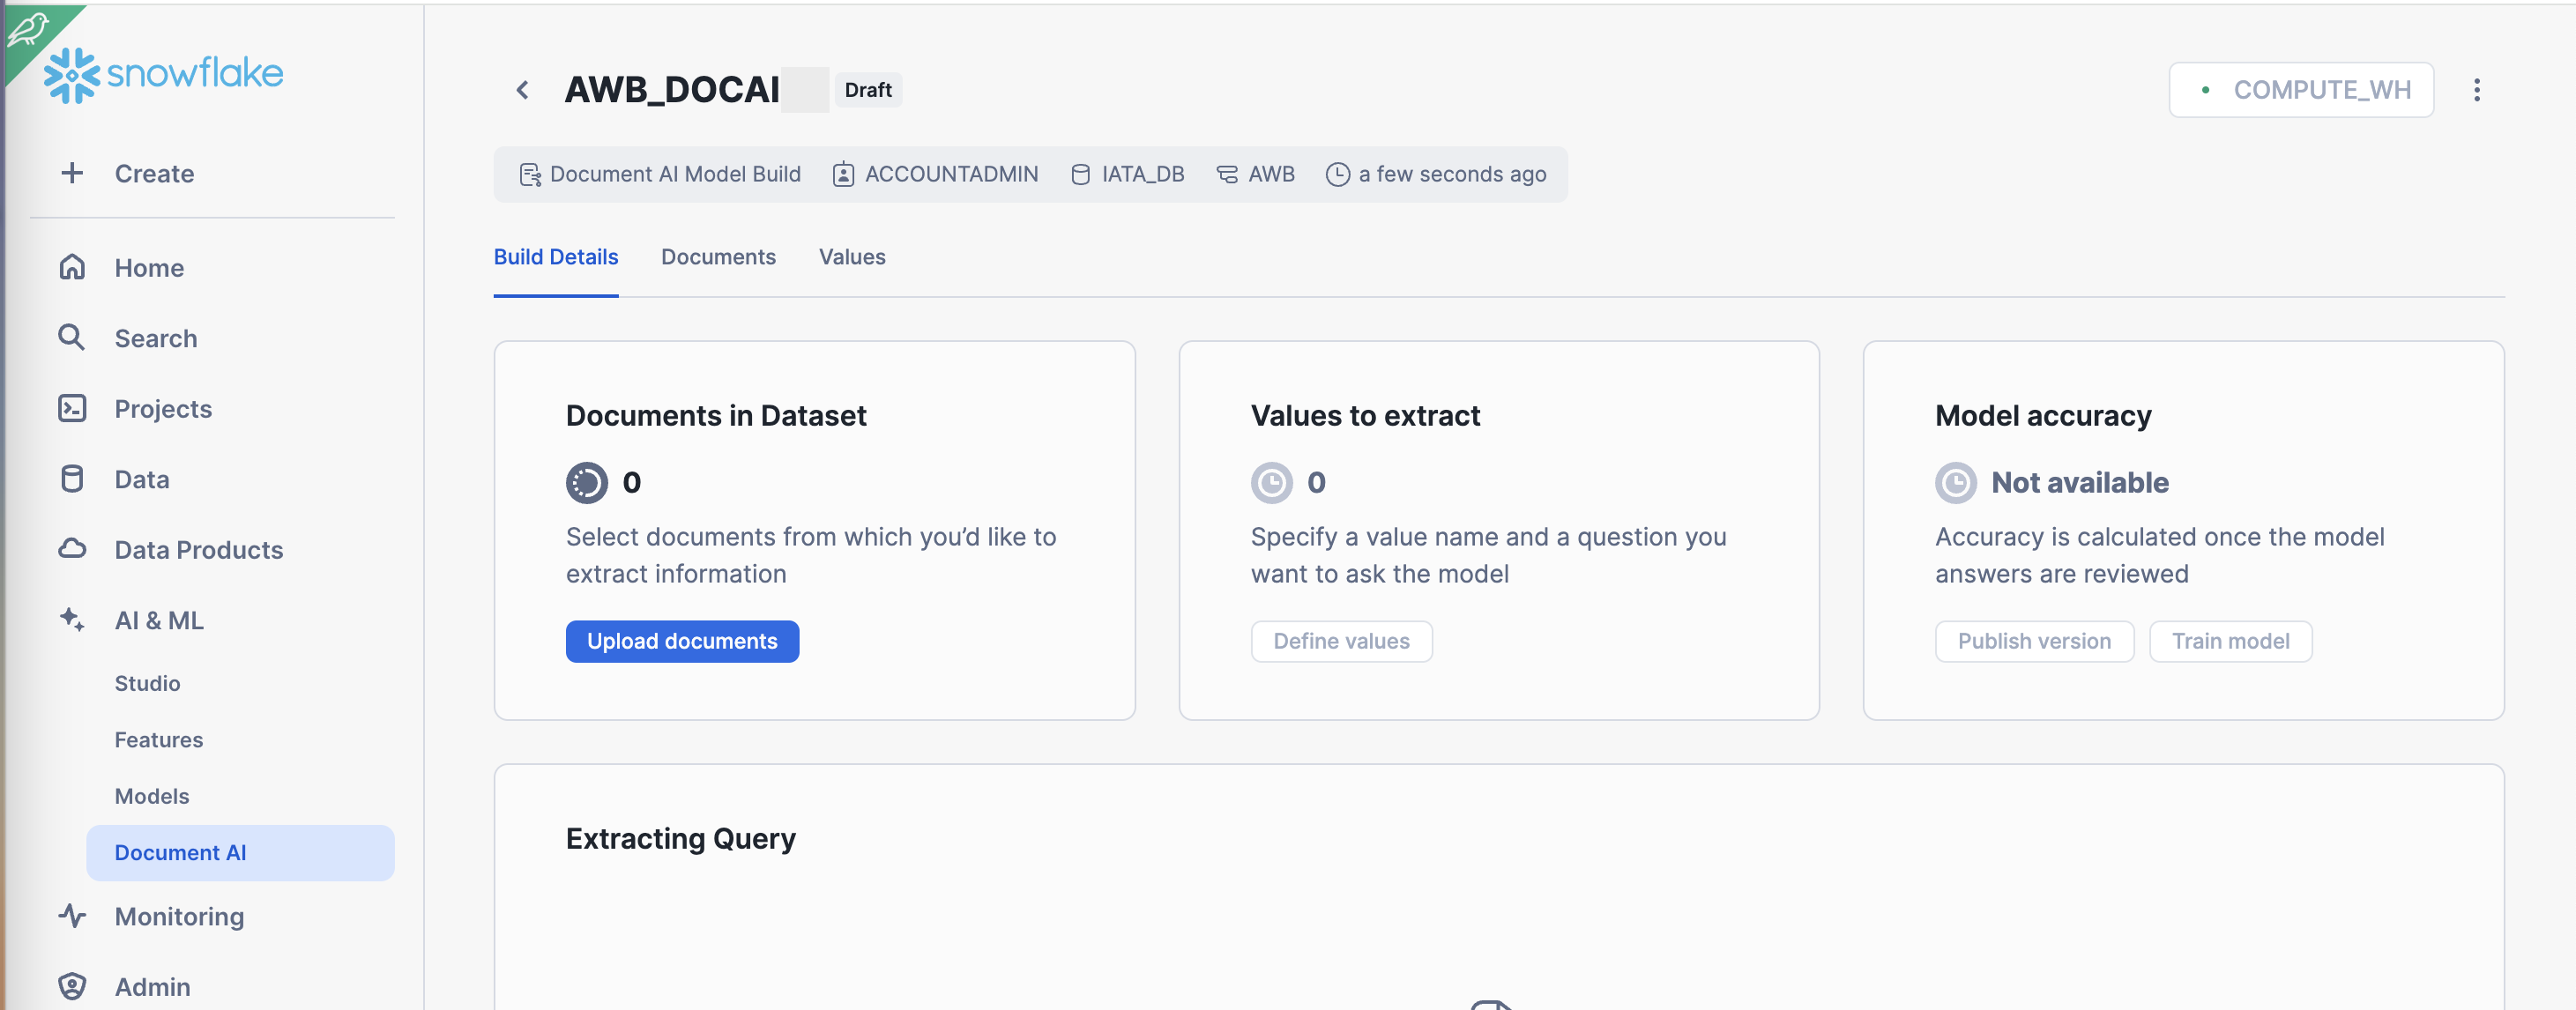 snowflake
Create
Home
Search
Projects
Data
Data Products
AI & ML
Studio
Features
Models
Document AI
Monitoring
Admin
AWB_DOCAI Draft
COMPUTE_WH
Document AI Model Build ACCOUNTADMIN IATA_DB AWB a few seconds ago
Build Details Documents Values
Documents in Dataset
0
Select documents from which you’d like to
extract information
Upload documents
Values to extract
0
Specify a value name and a question you
want to ask the model
Define values
Model accuracy
Not available
Accuracy is calculated once the model
answers are reviewed
Publish version Train model
Extracting Query